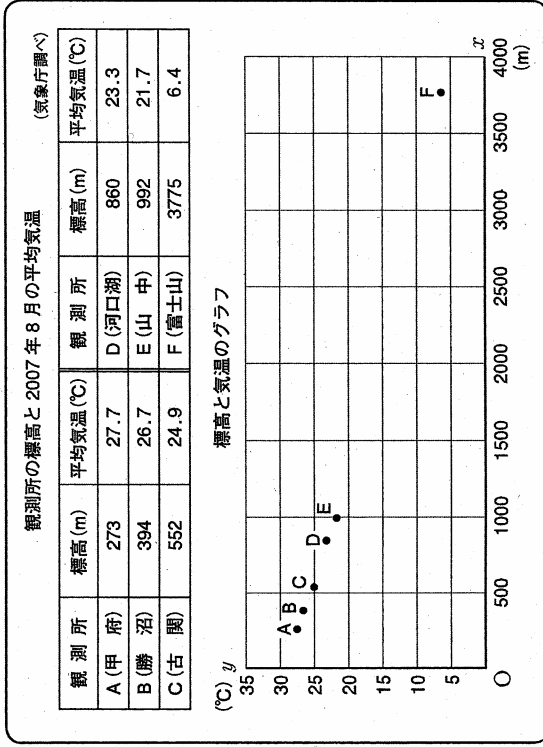 観測所の標高と2007年8月の平均気温
(気象庁調べ)
観測所 標高(m) 平均気温(℃) 観測所 標高(m) 平均気温(℃)
A(甲府) 273 27.7 D(河口湖) 860 23.3
B(勝沼) 394 26.7 E(山中) 992 21.7
C(古関) 552 24.9 F(富士山) 3775 6.4
標高と気温のグラフ
(℃) y
35
30
25
20
15
10
5
A B C D E F
O 500 1000 1500 2000 2500 3000 3500 4000 x
(m)